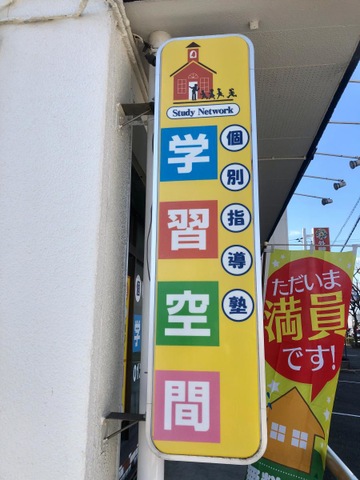 Study Network
個別指導塾
学習空間
ただいま
満員
です!
学